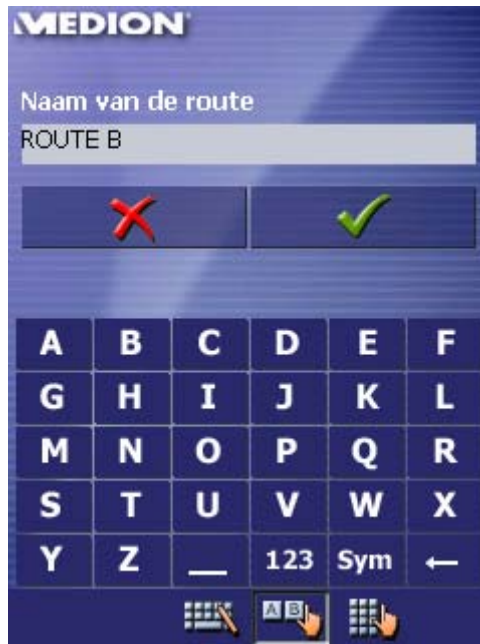 MEDION
Naam van de route
ROUTE B
A B C D E F
G H I J K L
M N O P Q R
S T U V W X
Y Z _ 123 Sym ←
A B